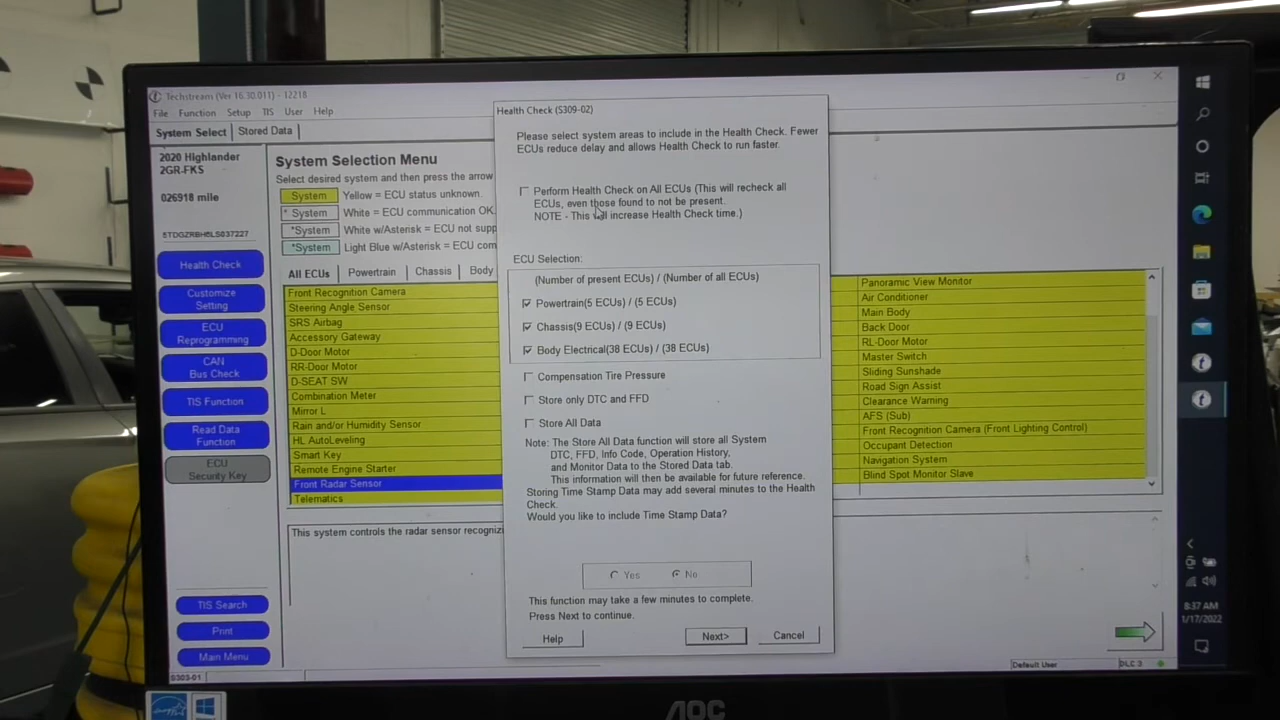 Techstream (Ver 16.30.011) - 12218
File Function Setup TIS User Help
System Select Stored Data
2020 Highlander
2GR-FKS
026918 mile
Health Check
Customize
Setting
ECU
Reprogramming
CAN
Bus Check
TIS Function
Read Data
Function
ECU
Security Key
TIS Search
Print
Main Menu
S303-01
System Selection Menu
Select desired system and then press the arrow
System Yellow = ECU status unknown.
* System White = ECU communication OK.
*System White w/Asterisk = ECU not supp
*System Light Blue w/Asterisk = ECU com
All ECUs Powertrain Chassis Body
Front Recognition Camera
Steering Angle Sensor
SRS Airbag
Accessory Gateway
D-Door Motor
RR-Door Motor
D-SEAT SW
Combination Meter
Mirror L
Rain and/or Humidity Sensor
HL AutoLeveling
Smart Key
Remote Engine Starter
Front Radar Sensor
Telematics
This system controls the radar sensor recogniz
Health Check (S309-02)
Please select system areas to include in the Health Check. Fewer
ECUs reduce delay and allows Health Check to run faster.
Perform Health Check on All ECUs (This will recheck all
ECUs, even those found to not be present.
NOTE - This will increase Health Check time.)
ECU Selection:
(Number of present ECUs) / (Number of all ECUs)
Powertrain(5 ECUs) / (5 ECUs)
Chassis(9 ECUs) / (9 ECUs)
Body Electrical(38 ECUs) / (38 ECUs)
Compensation Tire Pressure
Store only DTC and FFD
Store All Data
Note: The Store All Data function will store all System
DTC, FFD, Info Code, Operation History,
and Monitor Data to the Stored Data tab.
This information will then be available for future reference.
Storing Time Stamp Data may add several minutes to the Health
Check.
Would you like to include Time Stamp Data?
Yes No
This function may take a few minutes to complete.
Press Next to continue.
Help Next> Cancel
Panoramic View Monitor
Air Conditioner
Main Body
Back Door
RL-Door Motor
Master Switch
Sliding Sunshade
Road Sign Assist
Clearance Warning
AFS (Sub)
Front Recognition Camera (Front Lighting Control)
Occupant Detection
Navigation System
Blind Spot Monitor Slave
Default User DLC 3
8:37 AM
1/17/2022
AOC